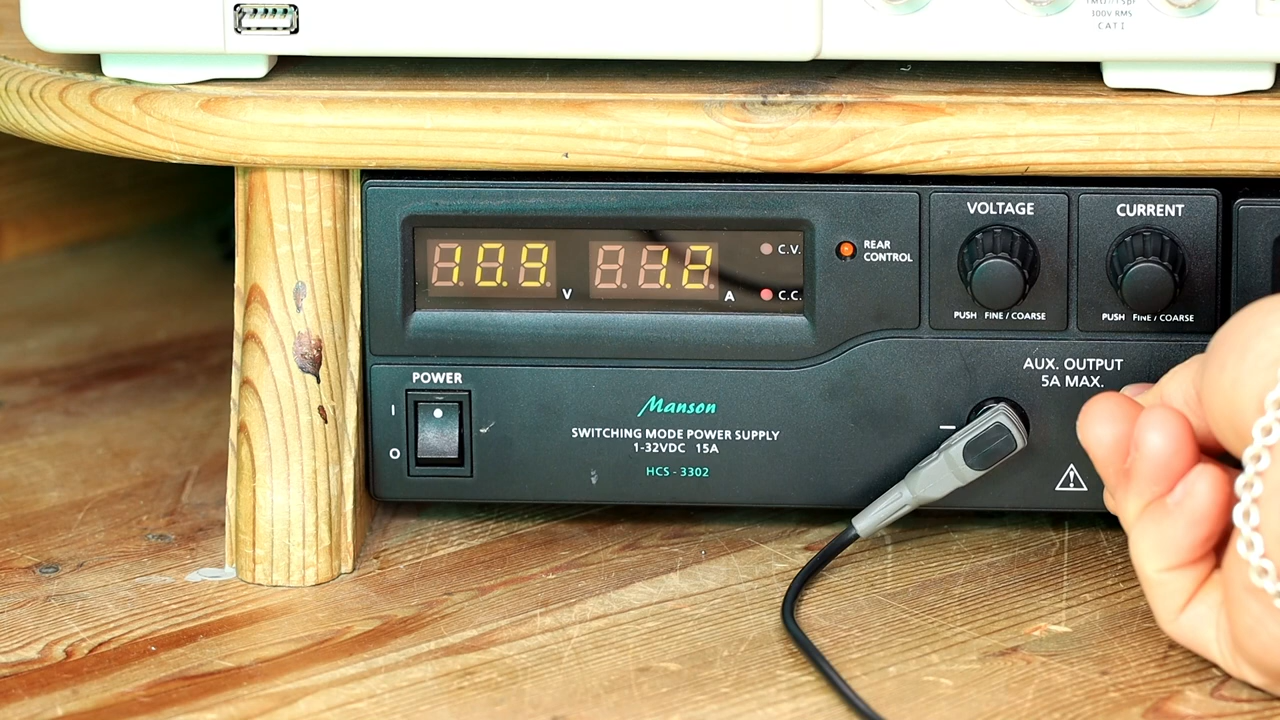 100V RMS
CAT I
VOLTAGE
CURRENT
C.V.
REAR
CONTROL
V
A
C.C.
PUSH FINE / COARSE
PUSH FINE / COARSE
AUX. OUTPUT
5A MAX.
POWER
I
O
Manson
SWITCHING MODE POWER SUPPLY
1-32VDC 15A
HCS - 3302
−